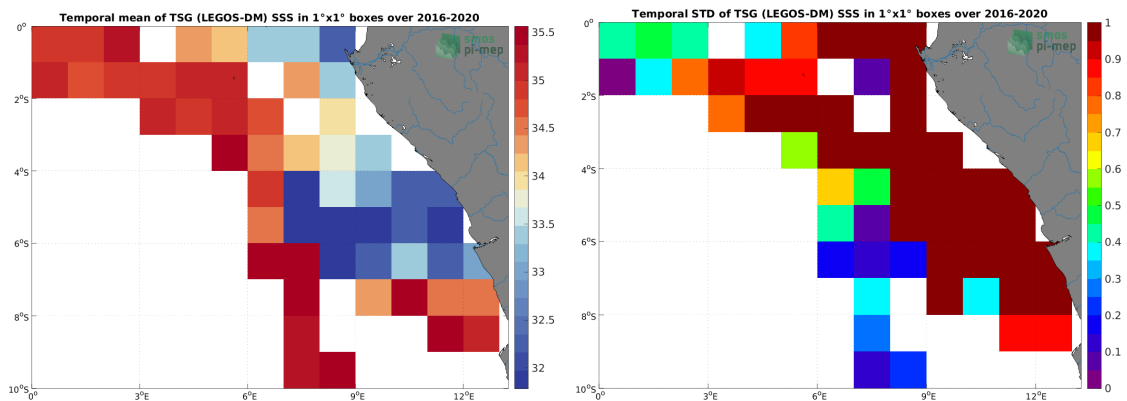 Temporal mean of TSG (LEGOS-DM) SSS in 1°x1° boxes over 2016-2020
0°
2°S
4°S
6°S
8°S
10°S
0°
3°E
6°E
9°E
12°E
smos
pi-mep
35.5
35
34.5
34
33.5
33
32.5
32
Temporal STD of TSG (LEGOS-DM) SSS in 1°x1° boxes over 2016-2020
0°
2°S
4°S
6°S
8°S
10°S
0°
3°E
6°E
9°E
12°E
smos
pi-mep
1
0.9
0.8
0.7
0.6
0.5
0.4
0.3
0.2
0.1
0